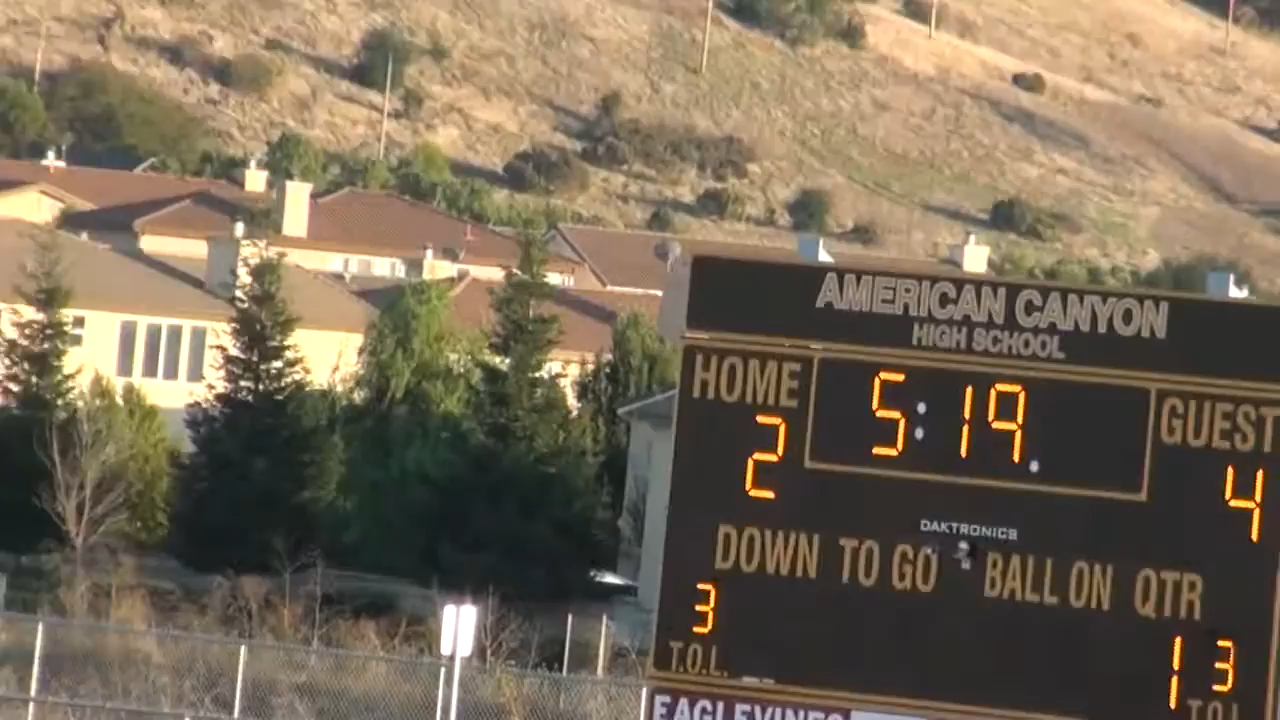 AMERICAN CANYON
HIGH SCHOOL
HOME 5:19. GUEST
2 4
DAKTRONICS
DOWN TO GO BALL ON QTR
3 1 3
T.O.L. T.O.L
EAGLEVINES